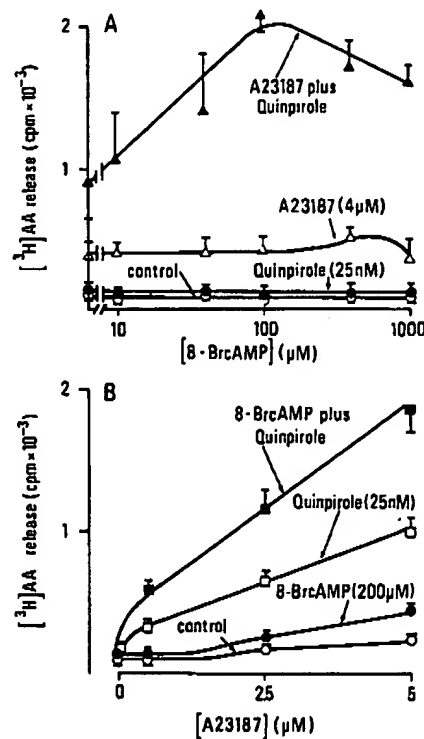 A
2
1
[³H]AA release (cpm×10⁻³)
A23187 plus
Quinpirole
A23187(4μM)
control
Quinpirole(25nM)
10
100
1000
[8-BrcAMP](μM)
B
2
1
[³H]AA release (cpm×10⁻³)
8-BrcAMP plus
Quinpirole
Quinpirole(25nM)
8-BrcAMP(200μM)
control
0
2.5
5
[A23187](μM)